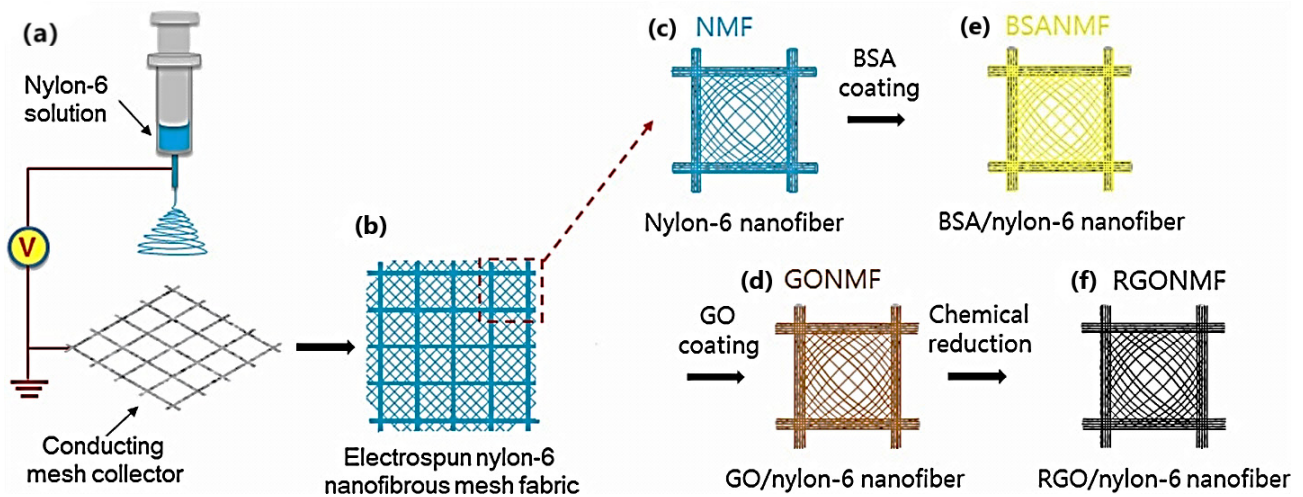 (a)
Nylon-6
solution
V
Conducting
mesh collector
(b)
Electrospun nylon-6
nanofibrous mesh fabric
(c) NMF
Nylon-6 nanofiber
BSA
coating
(e) BSANMF
BSA/nylon-6 nanofiber
GO
coating
(d) GONMF
GO/nylon-6 nanofiber
Chemical
reduction
(f) RGONMF
RGO/nylon-6 nanofiber